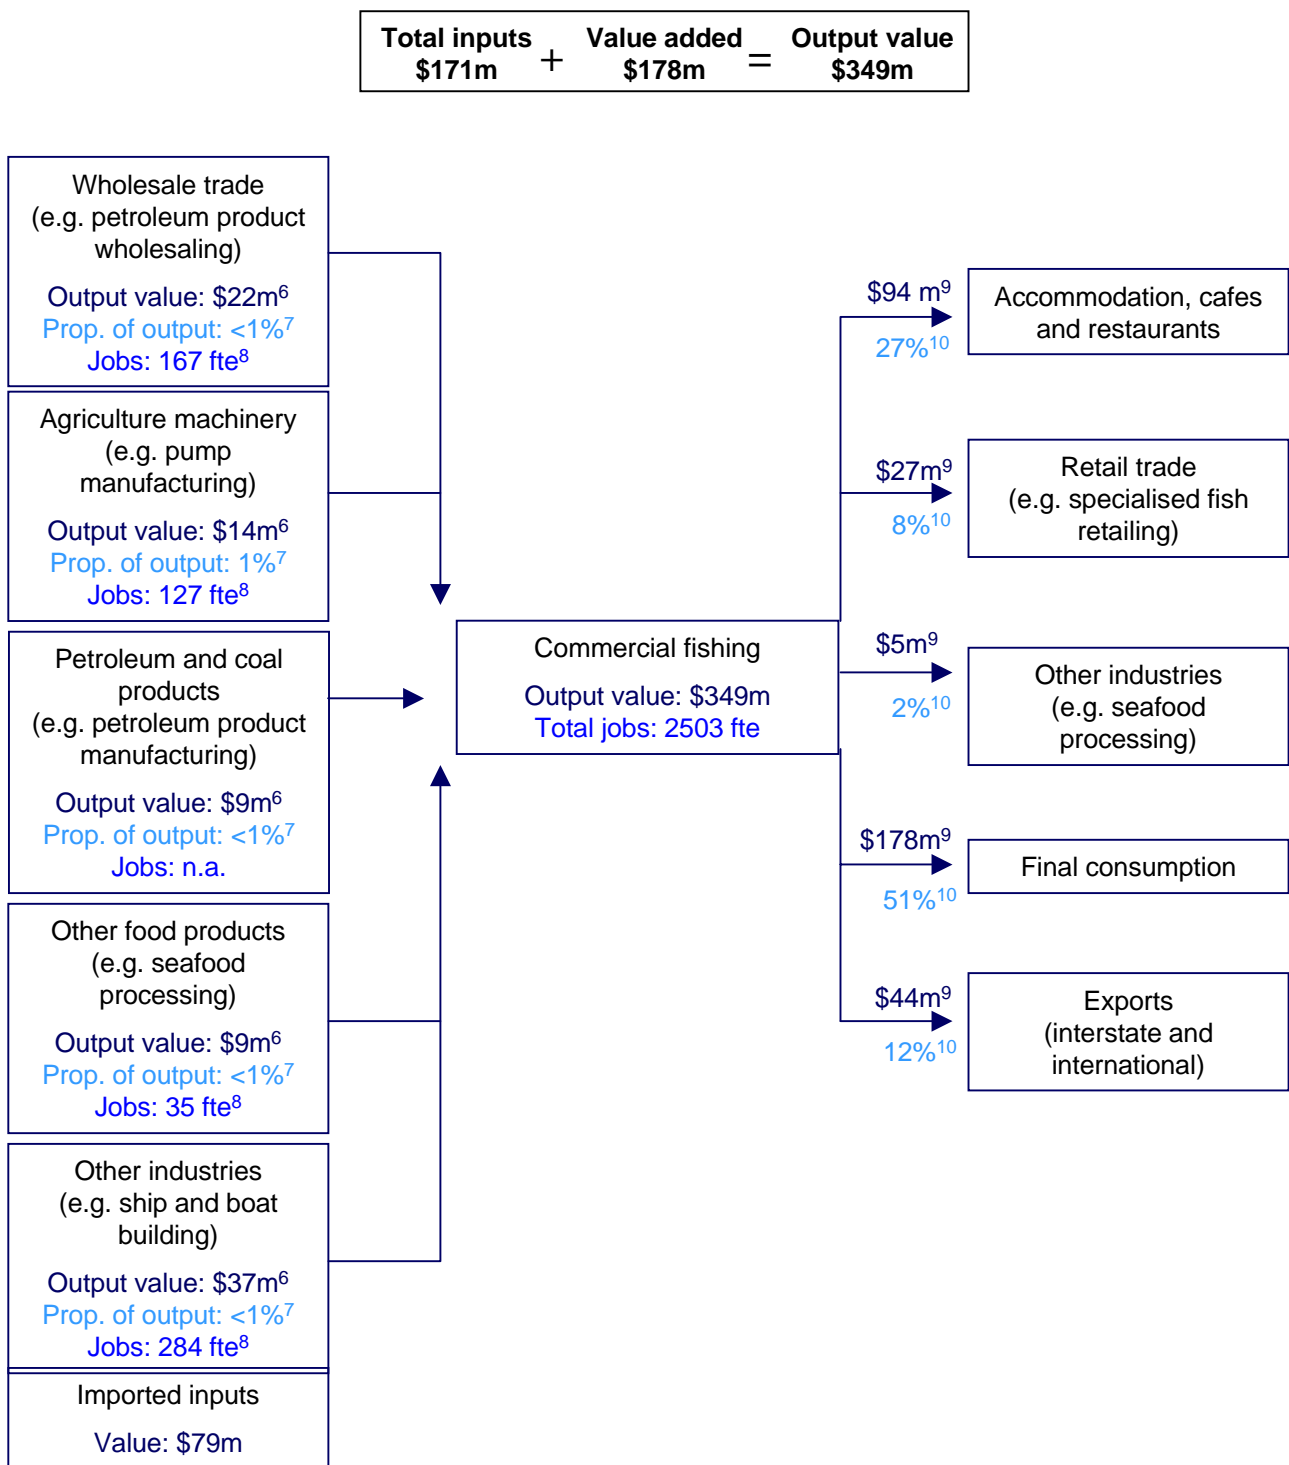 Total inputs + Value added = Output value
$171m $178m $349m
Wholesale trade
(e.g. petroleum product
wholesaling)
Output value: $22m⁶
Prop. of output: <1%⁷
Jobs: 167 fte⁸
Agriculture machinery
(e.g. pump
manufacturing)
Output value: $14m⁶
Prop. of output: 1%⁷
Jobs: 127 fte⁸
Petroleum and coal
products
(e.g. petroleum product
manufacturing)
Output value: $9m⁶
Prop. of output: <1%⁷
Jobs: n.a.
Other food products
(e.g. seafood
processing)
Output value: $9m⁶
Prop. of output: <1%⁷
Jobs: 35 fte⁸
Other industries
(e.g. ship and boat
building)
Output value: $37m⁶
Prop. of output: <1%⁷
Jobs: 284 fte⁸
Imported inputs
Value: $79m
Commercial fishing
Output value: $349m
Total jobs: 2503 fte
$94 m⁹
27%¹⁰
Accommodation, cafes
and restaurants
$27m⁹
8%¹⁰
Retail trade
(e.g. specialised fish
retailing)
$5m⁹
2%¹⁰
Other industries
(e.g. seafood
processing)
$178m⁹
51%¹⁰
Final consumption
$44m⁹
12%¹⁰
Exports
(interstate and
international)